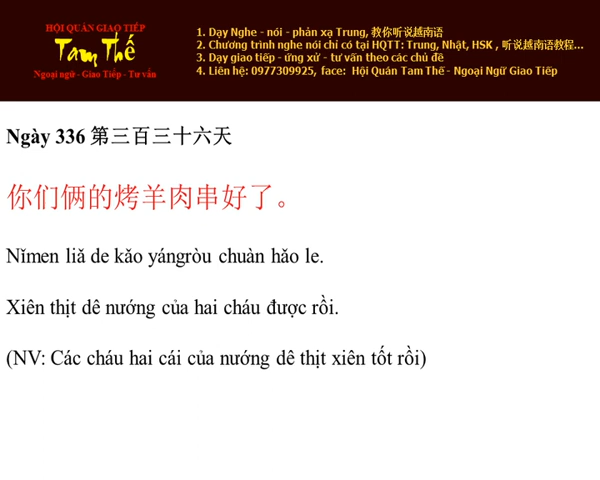 HỘI QUÁN GIAO TIẾP
Tam Thế
Ngoại ngữ - Giao Tiếp - Tư vấn
1. Dạy Nghe - nói - phản xạ Trung, 教你听说越南语
2. Chương trình nghe nói chỉ có tại HQTT: Trung, Nhật, HSK , 听说越南语教程...
3. Dạy giao tiếp - ứng xử - tư vấn theo các chủ đề
4. Liên hệ: 0977309925, face: Hội Quán Tam Thế - Ngoại Ngữ Giao Tiếp
Ngày 336 第三百三十六天
你们俩的烤羊肉串好了。
Nǐmen liǎ de kǎo yángròu chuàn hǎo le.
Xiên thịt dê nướng của hai cháu được rồi.
(NV: Các cháu hai cái của nướng dê thịt xiên tốt rồi)